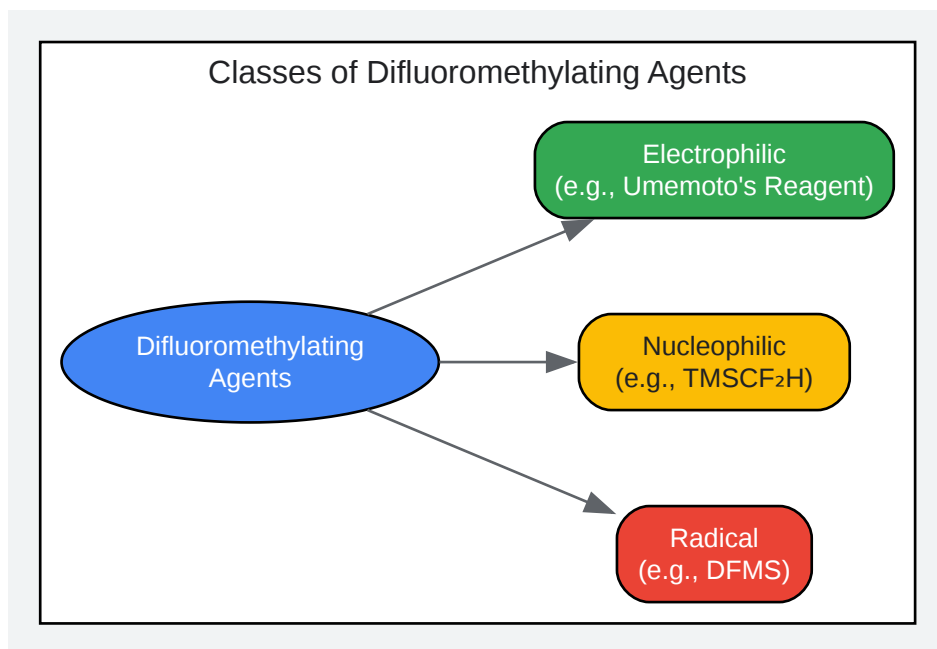 Classes of Difluoromethylating Agents
Electrophilic
(e.g., Umemoto's Reagent)
Difluoromethylating
Agents
Nucleophilic
(e.g., TMSCF₂H)
Radical
(e.g., DFMS)